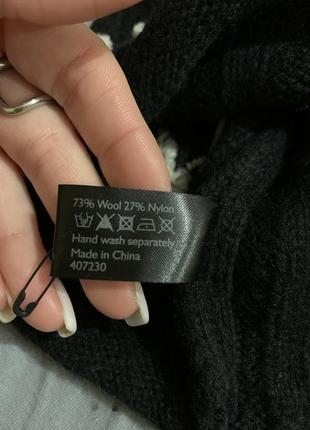 73% Wool 27% Nylon
Hand wash separately
Made in China
407230